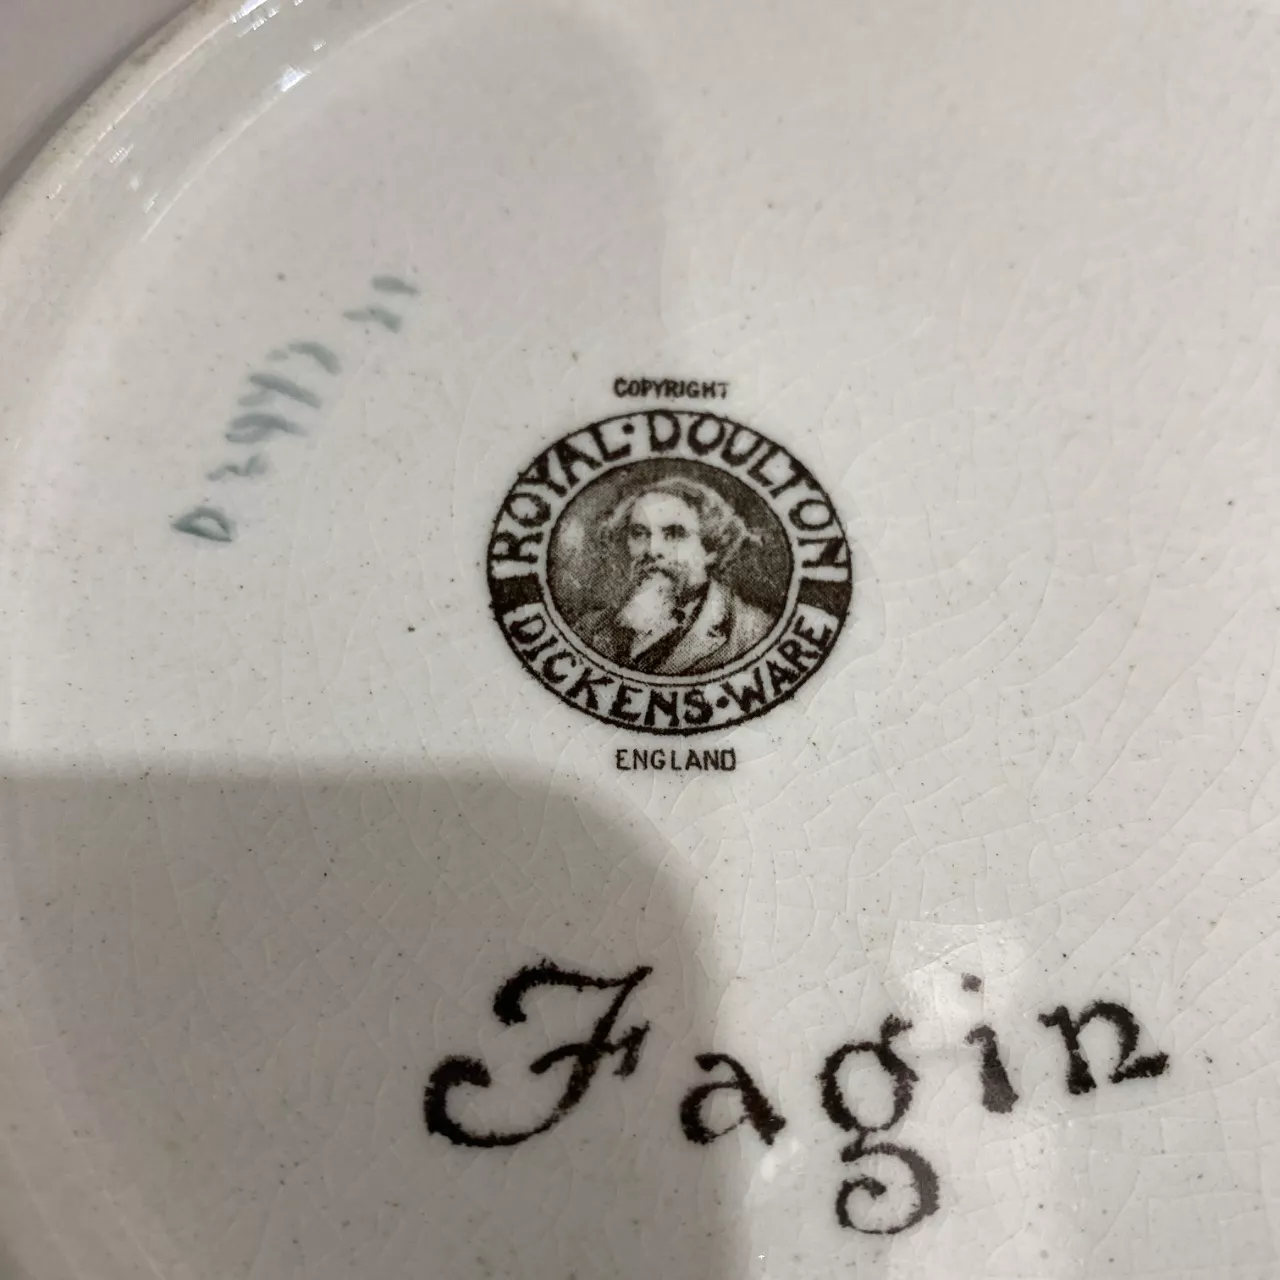 COPYRIGHT
ROYAL·DOULTON
DICKENS·WARE
ENGLAND
Fagin